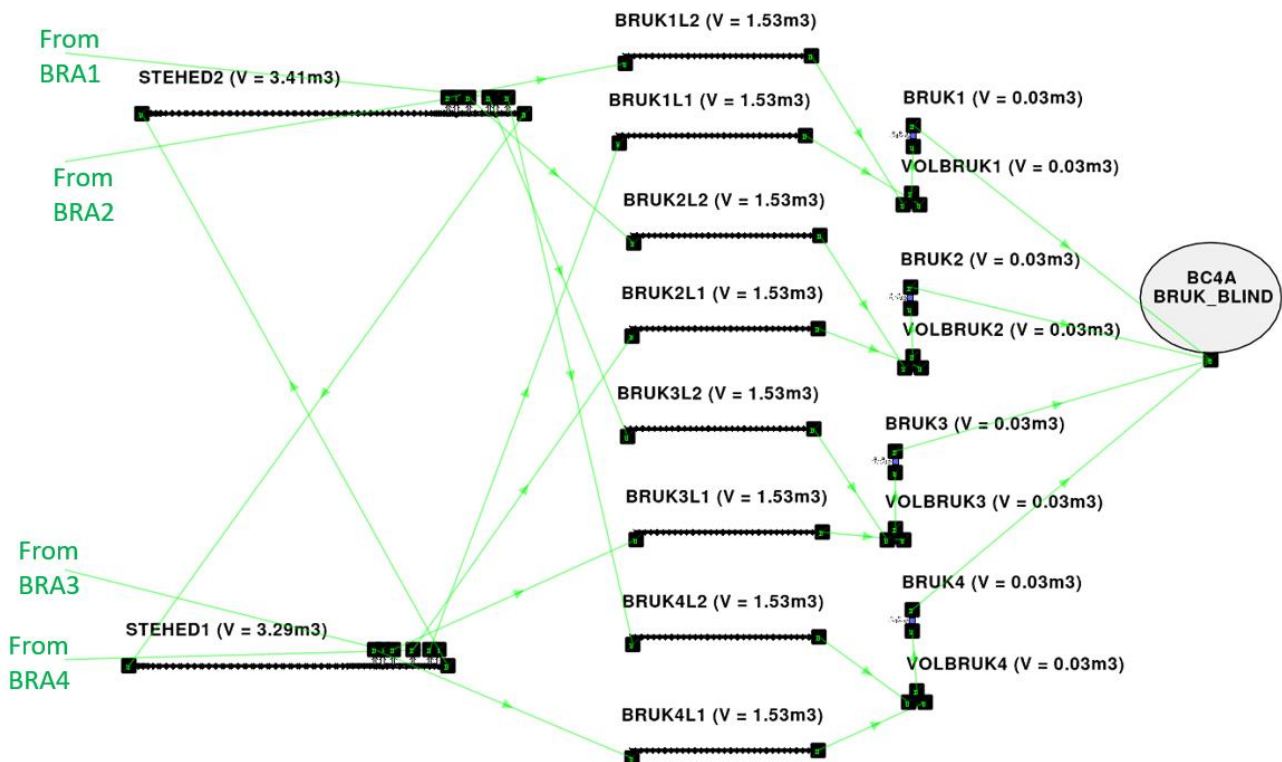 BRUK1L2 (V = 1.53m3)
From
BRA1
STEHED2 (V = 3.41m3)
BRUK1L1 (V = 1.53m3)
BRUK1 (V = 0.03m3)
From
BRA2
VOLBRUK1 (V = 0.03m3)
BRUK2L2 (V = 1.53m3)
BRUK2 (V = 0.03m3)
BC4A
BRUK_BLIND
BRUK2L1 (V = 1.53m3)
VOLBRUK2 (V = 0.03m3)
BRUK3L2 (V = 1.53m3)
BRUK3 (V = 0.03m3)
BRUK3L1 (V = 1.53m3)
VOLBRUK3 (V = 0.03m3)
From
BRA3
STEHED1 (V = 3.29m3)
BRUK4L2 (V = 1.53m3)
BRUK4 (V = 0.03m3)
From
BRA4
VOLBRUK4 (V = 0.03m3)
BRUK4L1 (V = 1.53m3)